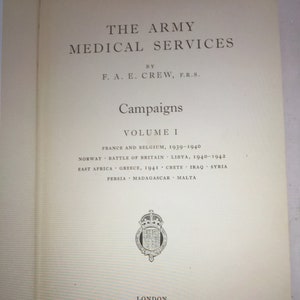 THE ARMY
MEDICAL SERVICES
BY
F. A. E. CREW, F.R.S.
Campaigns
VOLUME I
FRANCE AND BELGIUM, 1939-1940
NORWAY · BATTLE OF BRITAIN · LIBYA, 1940-1942
EAST AFRICA · GREECE, 1941 · CRETE · IRAQ · SYRIA
PERSIA · MADAGASCAR · MALTA
LONDON